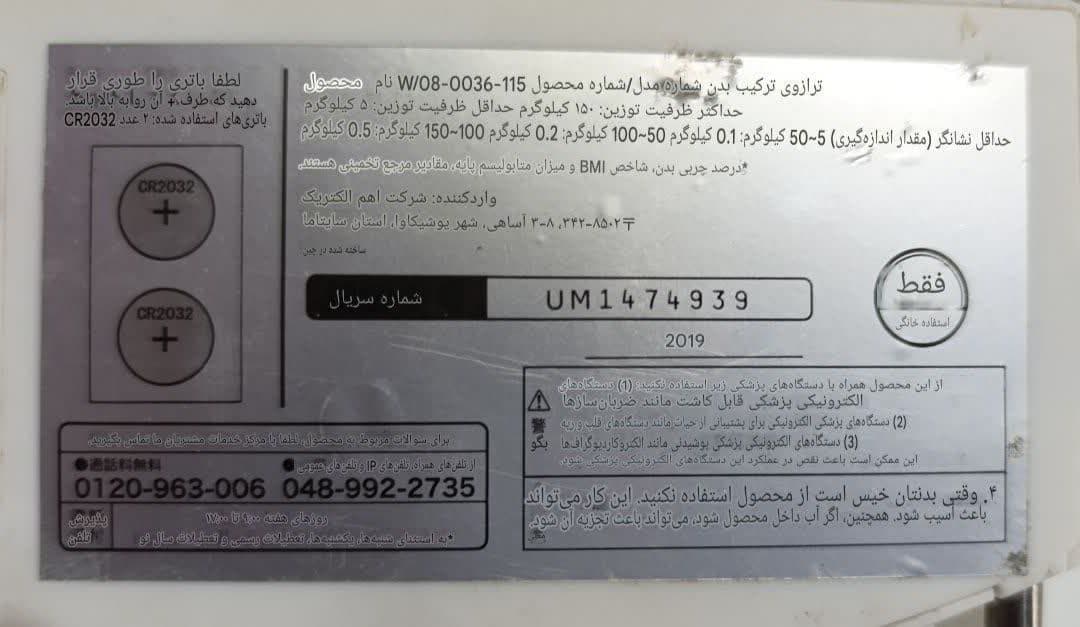 ترازوی ترکیب بدن شماره مدل/شماره محصول W/08-0036-115 نام محصول
حداکثر ظرفیت توزین: ۱۵۰ کیلوگرم حداقل ظرفیت توزین: ۵ کیلوگرم
حداقل نشانگر (مقدار اندازه‌گیری) 5~50 کیلوگرم: 0.1 کیلوگرم 50~100 کیلوگرم: 0.2 کیلوگرم 100~150 کیلوگرم: 0.5 کیلوگرم
*درصد چربی بدن، شاخص BMI و میزان متابولیسم پایه، مقادیر مرجع تخمینی هستند.
واردکننده: شرکت اهم الکتریک
〒۳۴۲-۸۵۰۲، ۳-۸ آساهی، شهر یوشیکاوا، استان سایتاما
ساخته شده در چین
شماره سریال
UM1474939
2019
فقط
استفاده خانگی
لطفا باتری را طوری قرار
دهید که طرف + آن رو به بالا باشد.
باتری‌های استفاده شده: ۲ عدد CR2032
CR2032
+
CR2032
+
از این محصول همراه با دستگاه‌های پزشکی زیر استفاده نکنید: (1) دستگاه‌های
الکترونیکی پزشکی قابل کاشت مانند ضربان‌سازها
(2) دستگاه‌های پزشکی الکترونیکی برای پشتیبانی از حیات مانند دستگاه‌های قلب و ریه
(3) دستگاه‌های الکترونیکی پزشکی پوشیدنی مانند الکتروکاردیوگراف‌ها
این ممکن است باعث نقص در عملکرد این دستگاه‌های الکترونیکی پزشکی شود.
警
بگو
۴. وقتی بدنتان خیس است از محصول استفاده نکنید. این کار می‌تواند
باعث آسیب شود. همچنین، اگر آب داخل محصول شود، می‌تواند باعث تجزیه آن شود.
برای سوالات مربوط به محصول، لطفا با مرکز خدمات مشتریان ما تماس بگیرید.
●通話料無料
0120-963-006
● از تلفن‌های همراه، تلفن‌های IP و تلفن‌های عمومی
048-992-2735
پذیرش
تلفن
روزهای هفته ۹:۰۰ تا ۱۷:۰۰
*به استثنای شنبه‌ها، یکشنبه‌ها، تعطیلات رسمی و تعطیلات سال نو